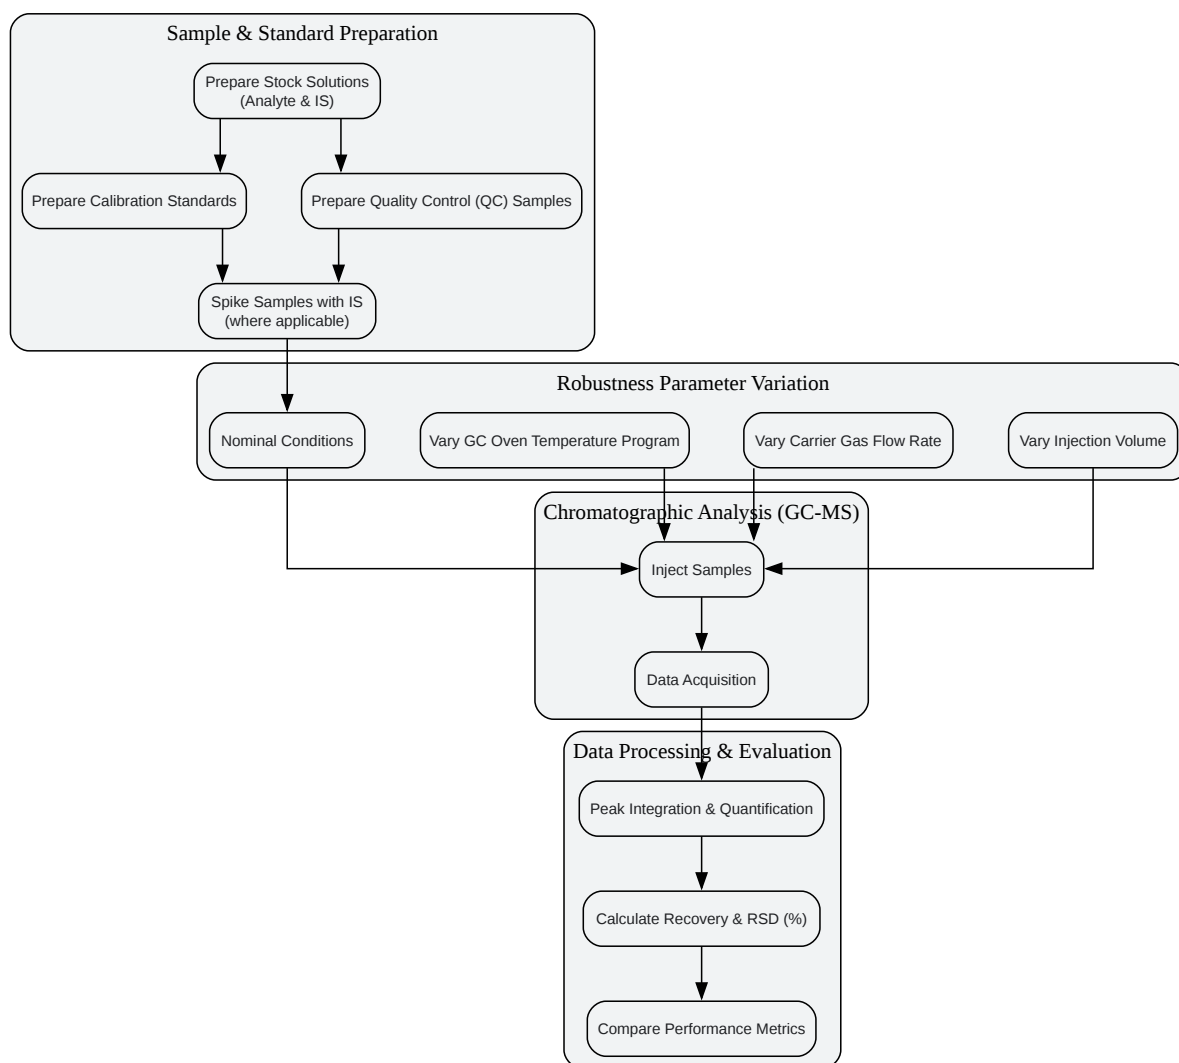 Sample & Standard Preparation
Prepare Stock Solutions
(Analyte & IS)
Prepare Calibration Standards
Prepare Quality Control (QC) Samples
Spike Samples with IS
(where applicable)
Robustness Parameter Variation
Nominal Conditions
Vary GC Oven Temperature Program
Vary Carrier Gas Flow Rate
Vary Injection Volume
Chromatographic Analysis (GC-MS)
Inject Samples
Data Acquisition
Data Processing & Evaluation
Peak Integration & Quantification
Calculate Recovery & RSD (%)
Compare Performance Metrics